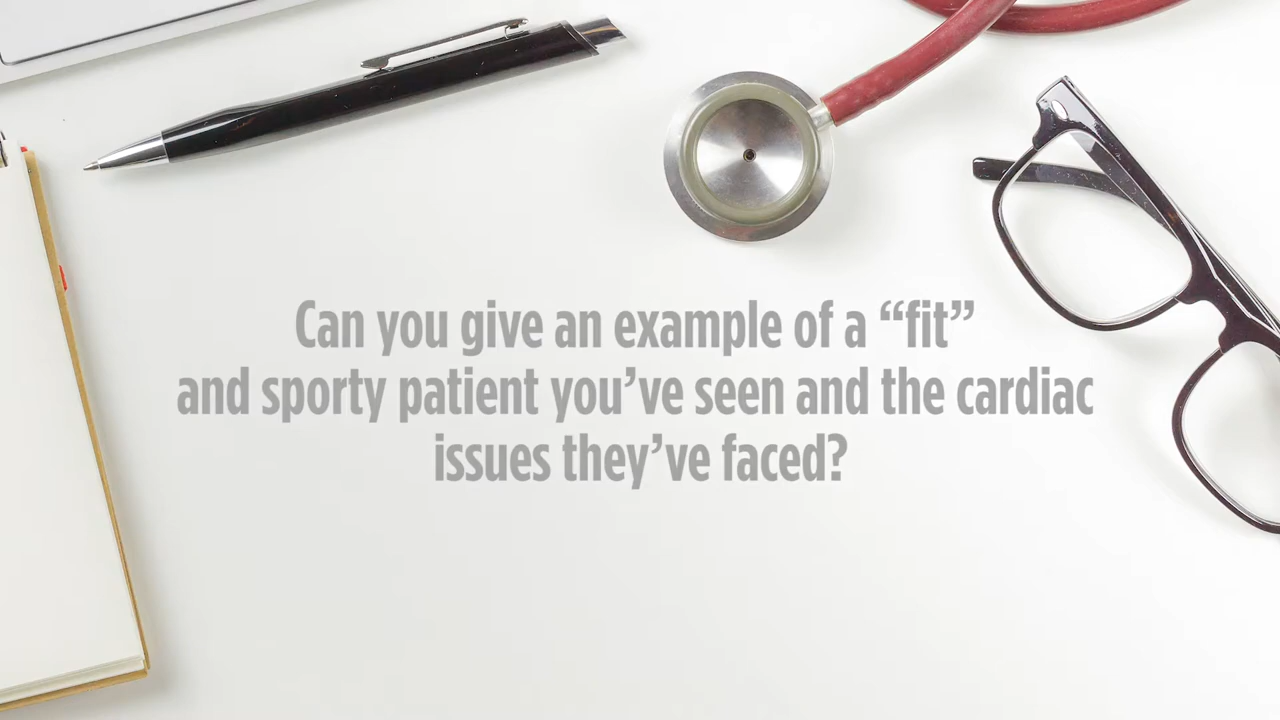 Can you give an example of a “fit”
and sporty patient you’ve seen and the cardiac
issues they’ve faced?